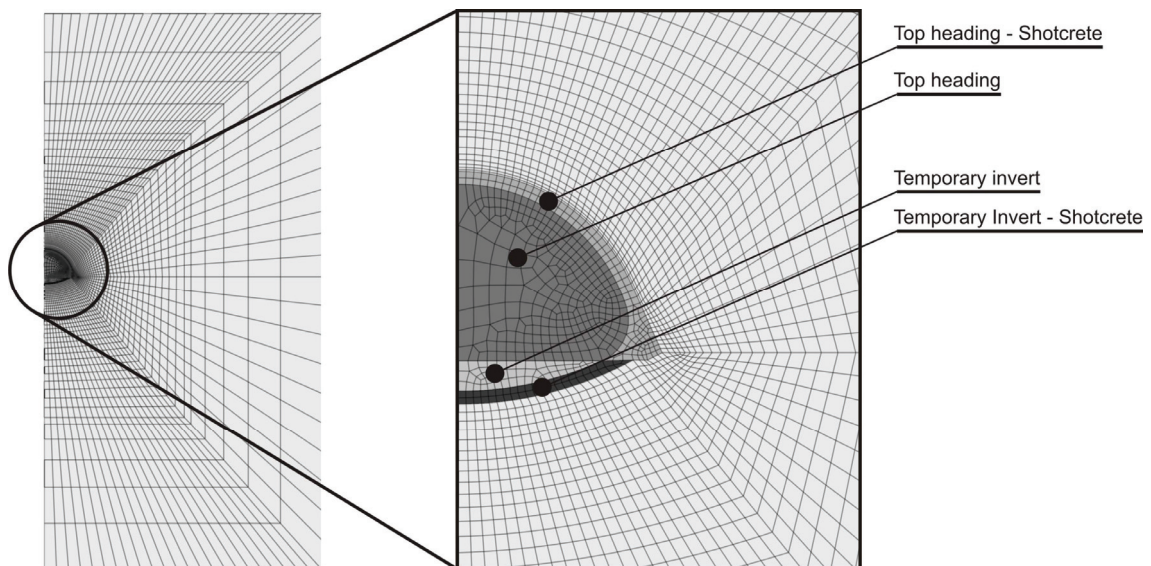 Top heading - Shotcrete
Top heading
Temporary invert
Temporary Invert - Shotcrete